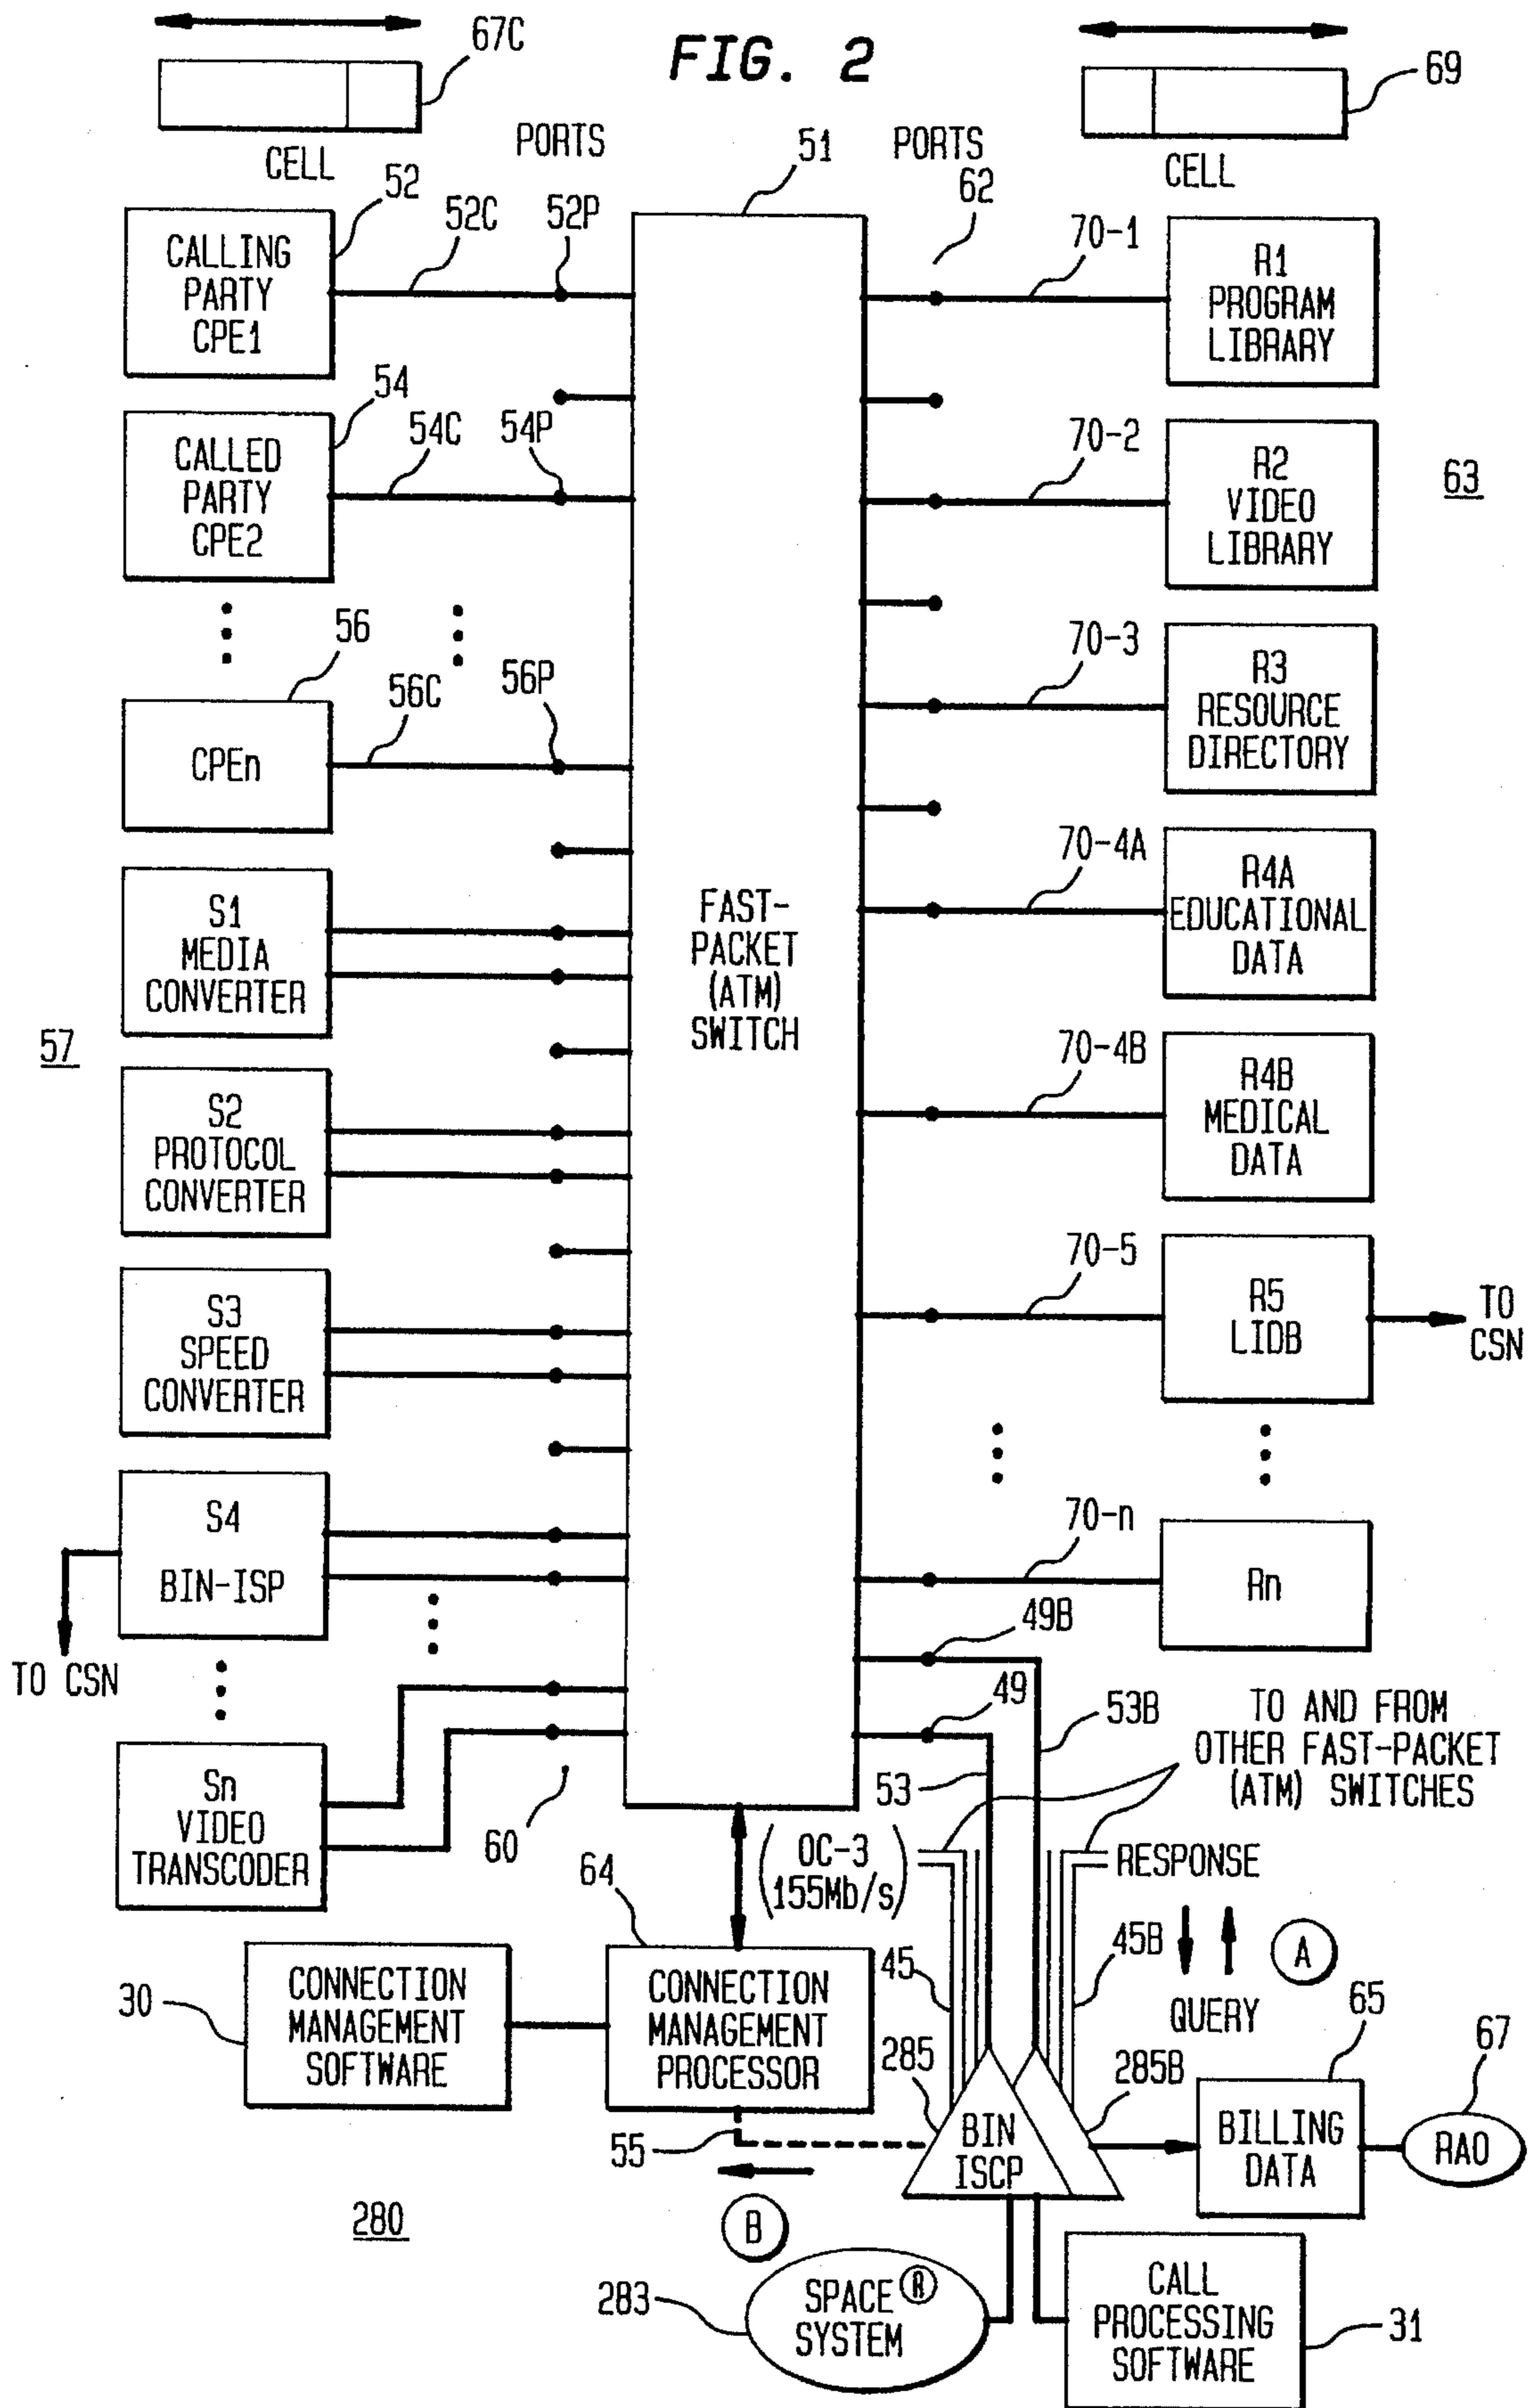 FIG. 2
67C
69
CELL
PORTS
51
PORTS
62
CELL
52
CALLING
PARTY
CPE1
52C
52P
70-1
R1
PROGRAM
LIBRARY
54
CALLED
PARTY
CPE2
54C
54P
70-2
R2
VIDEO
LIBRARY
63
56
CPEn
56C
56P
70-3
R3
RESOURCE
DIRECTORY
S1
MEDIA
CONVERTER
FAST-
PACKET
(ATM)
SWITCH
70-4A
R4A
EDUCATIONAL
DATA
57
S2
PROTOCOL
CONVERTER
70-4B
R4B
MEDICAL
DATA
S3
SPEED
CONVERTER
70-5
R5
LIDB
TO
CSN
S4
BIN-ISP
TO CSN
70-n
Rn
49B
49
53B
53
TO AND FROM
OTHER FAST-PACKET
(ATM) SWITCHES
Sn
VIDEO
TRANSCODER
60
64
(OC-3
155Mb/s)
RESPONSE
45
45B
A
QUERY
30
CONNECTION
MANAGEMENT
SOFTWARE
CONNECTION
MANAGEMENT
PROCESSOR
285
285B
65
67
BIN
ISCP
BILLING
DATA
RAO
55
B
280
283
SPACE ®
SYSTEM
CALL
PROCESSING
SOFTWARE
31